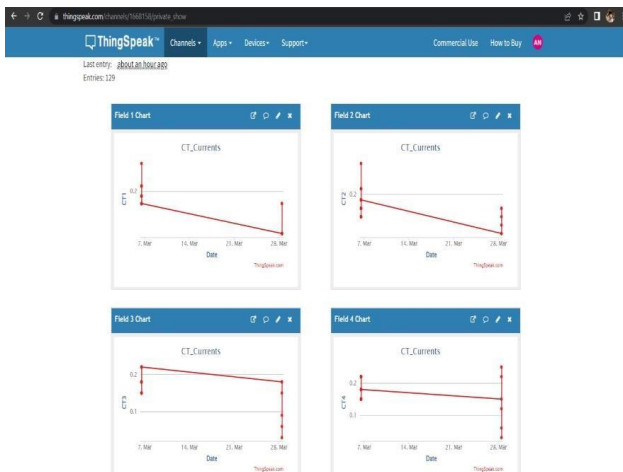 thingspeak.com/channels/1668158/private_show
ThingSpeak™ Channels Apps Devices Support Commercial Use How to Buy AN
Last entry: about an hour ago
Entries: 129
Field 1 Chart
CT_Currents
CT1
0.2
7. Mar 14. Mar 21. Mar 28. Mar
Date
ThingSpeak.com
Field 2 Chart
CT_Currents
CT2
0.2
7. Mar 14. Mar 21. Mar 28. Mar
Date
ThingSpeak.com
Field 3 Chart
CT_Currents
CT3
0.2
0.1
7. Mar 14. Mar 21. Mar 28. Mar
Date
ThingSpeak.com
Field 4 Chart
CT_Currents
CT4
0.2
0.1
7. Mar 14. Mar 21. Mar 28. Mar
Date
ThingSpeak.com